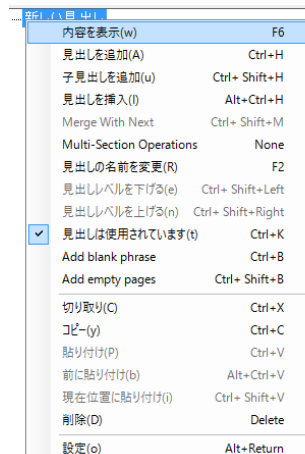 新しい見出し
内容を表示(w) F6
見出しを追加(A) Ctrl+H
子見出しを追加(u) Ctrl+ Shift+H
見出しを挿入(I) Alt+Ctrl+H
Merge With Next Ctrl+ Shift+M
Multi-Section Operations None
見出しの名前を変更(R) F2
見出しレベルを下げる(e) Ctrl+ Shift+Left
見出しレベルを上げる(n) Ctrl+ Shift+Right
見出しは使用されています(t) Ctrl+K
Add blank phrase Ctrl+B
Add empty pages Ctrl+ Shift+B
切り取り(C) Ctrl+X
コピー(y) Ctrl+C
貼り付け(P) Ctrl+V
前に貼り付け(b) Alt+Ctrl+V
現在位置に貼り付け(i) Ctrl+ Shift+V
削除(D) Delete
設定(o) Alt+Return